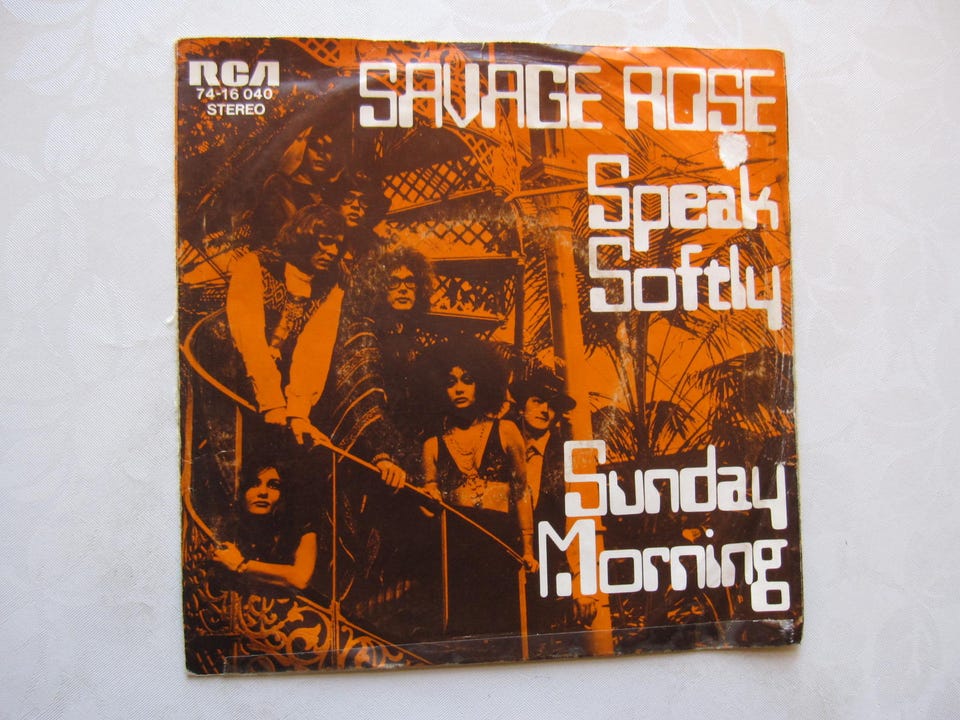 RCA
74-16 040
STEREO
SAVAGE ROSE
Speak
Softly
Sunday
Morning